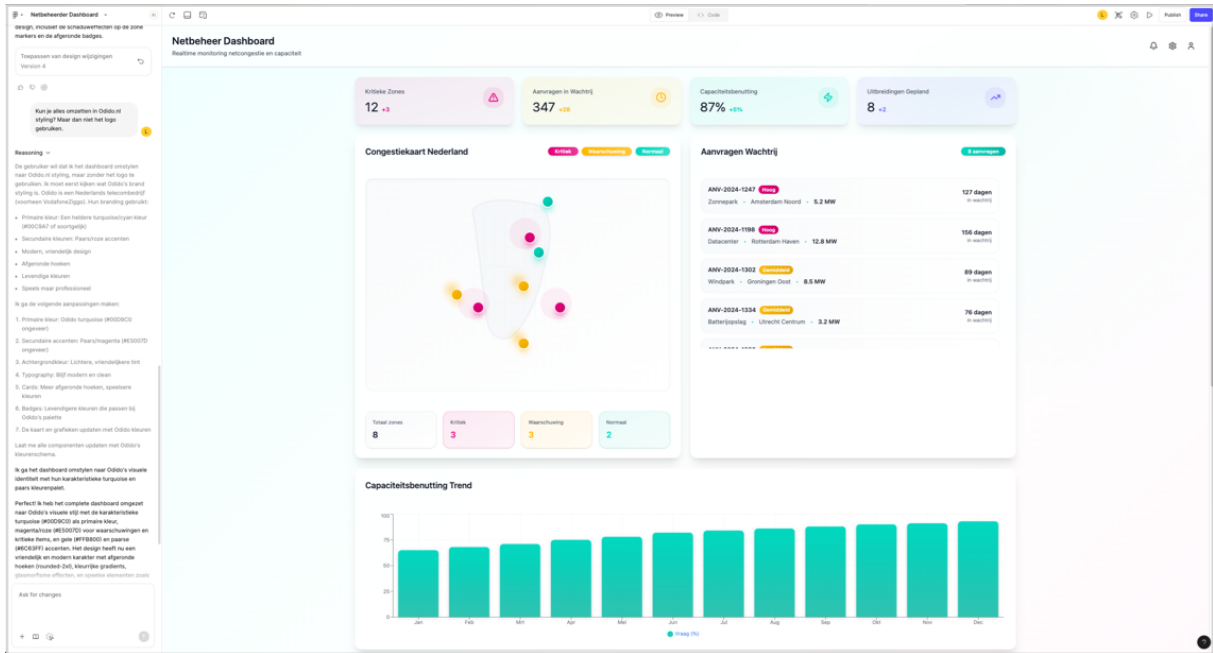 Netbeheerder Dashboard
Preview
Code
L
Publish
Share
design, inclusief de schaduweffecten op de zone
markers en de afgeronde badges.
Toepassen van design wijzigingen
Version 4
Kun je alles omzetten in Odido.nl
styling? Maar dan niet het logo
gebruiken.
L
Reasoning
De gebruiker wil dat ik het dashboard omstylen
naar Odido.nl styling, maar zonder het logo te
gebruiken. Ik moet eerst kijken wat Odido's brand
styling is. Odido is een Nederlands telecombedrijf
(voorheen VodafoneZiggo). Hun branding gebruikt:
• Primaire kleur: Een heldere turquoise/cyan kleur
(#00C9A7 of soortgelijk)
• Secundaire kleuren: Paars/roze accenten
• Modern, vriendelijk design
• Afgeronde hoeken
• Levendige kleuren
• Speels maar professioneel
Ik ga de volgende aanpassingen maken:
1. Primaire kleur: Odido turquoise (#00D9C0
ongeveer)
2. Secundaire accenten: Paars/magenta (#E5007D
ongeveer)
3. Achtergrondkleur: Lichtere, vriendelijkere tint
4. Typography: Blijf modern en clean
5. Cards: Meer afgeronde hoeken, speelsere
kleuren
6. Badges: Levendigere kleuren die passen bij
Odido's palette
7. De kaart en grafieken updaten met Odido kleuren
Laat me alle componenten updaten met Odido's
kleurenschema.
Ik ga het dashboard omstylen naar Odido's visuele
identiteit met hun karakteristieke turquoise en
paars kleurenpalet.
Perfect! Ik heb het complete dashboard omgezet
naar Odido's visuele stijl met de karakteristieke
turquoise (#00D9C0) als primaire kleur,
magenta/roze (#E5007D) voor waarschuwingen en
kritieke items, en gele (#FFB800) en paarse
(#6C63FF) accenten. Het design heeft nu een
vriendelijk en modern karakter met afgeronde
hoeken (rounded-2xl), kleurrijke gradients,
glasmorfisme effecten, en speelse elementen zoals
Ask for changes
Netbeheer Dashboard
Realtime monitoring netcongestie en capaciteit
Kritieke Zones
12 +3
Aanvragen in Wachtrij
347 +28
Capaciteitsbenutting
87% +5%
Uitbreidingen Gepland
8 +2
Congestiekaart Nederland
Kritiek Waarschuwing Normaal
Totaal zones
8
Kritiek
3
Waarschuwing
3
Normaal
2
Aanvragen Wachtrij
aanvragen
ANV-2024-1247 Hoog
Zonnepark • Amsterdam Noord • 5.2 MW
127 dagen
in wachtrij
ANV-2024-1198 Hoog
Datacenter • Rotterdam Haven • 12.8 MW
156 dagen
in wachtrij
ANV-2024-1302 Gemiddeld
Windpark • Groningen Oost • 8.5 MW
89 dagen
in wachtrij
ANV-2024-1334 Gemiddeld
Batterijopslag • Utrecht Centrum • 3.2 MW
76 dagen
in wachtrij
Capaciteitsbenutting Trend
100
75
50
25
0
Jan Feb Mrt Apr Mei Jun Jul Aug Sep Okt Nov Dec
Vraag (%)
?